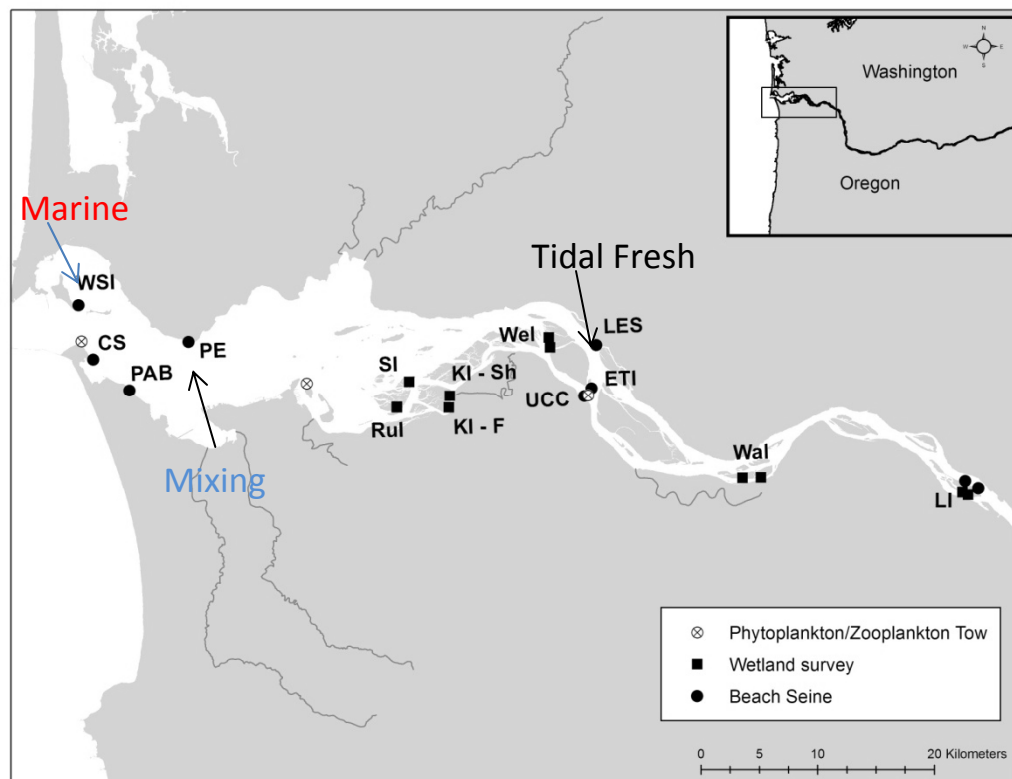 Washington
Oregon
W
E
S
Marine
WSI
Tidal Fresh
CS
PE
PAB
Wel
LES
SI
KI - Sh
ETI
UCC
RuI
KI - F
Mixing
Wal
LI
Phytoplankton/Zooplankton Tow
Wetland survey
Beach Seine
0 5 10 20 Kilometers